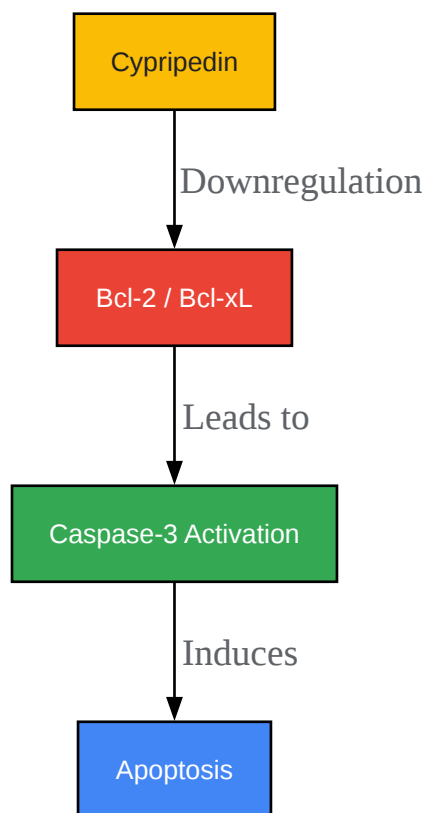 Cypripedin
Downregulation
Bcl-2 / Bcl-xL
Leads to
Caspase-3 Activation
Induces
Apoptosis